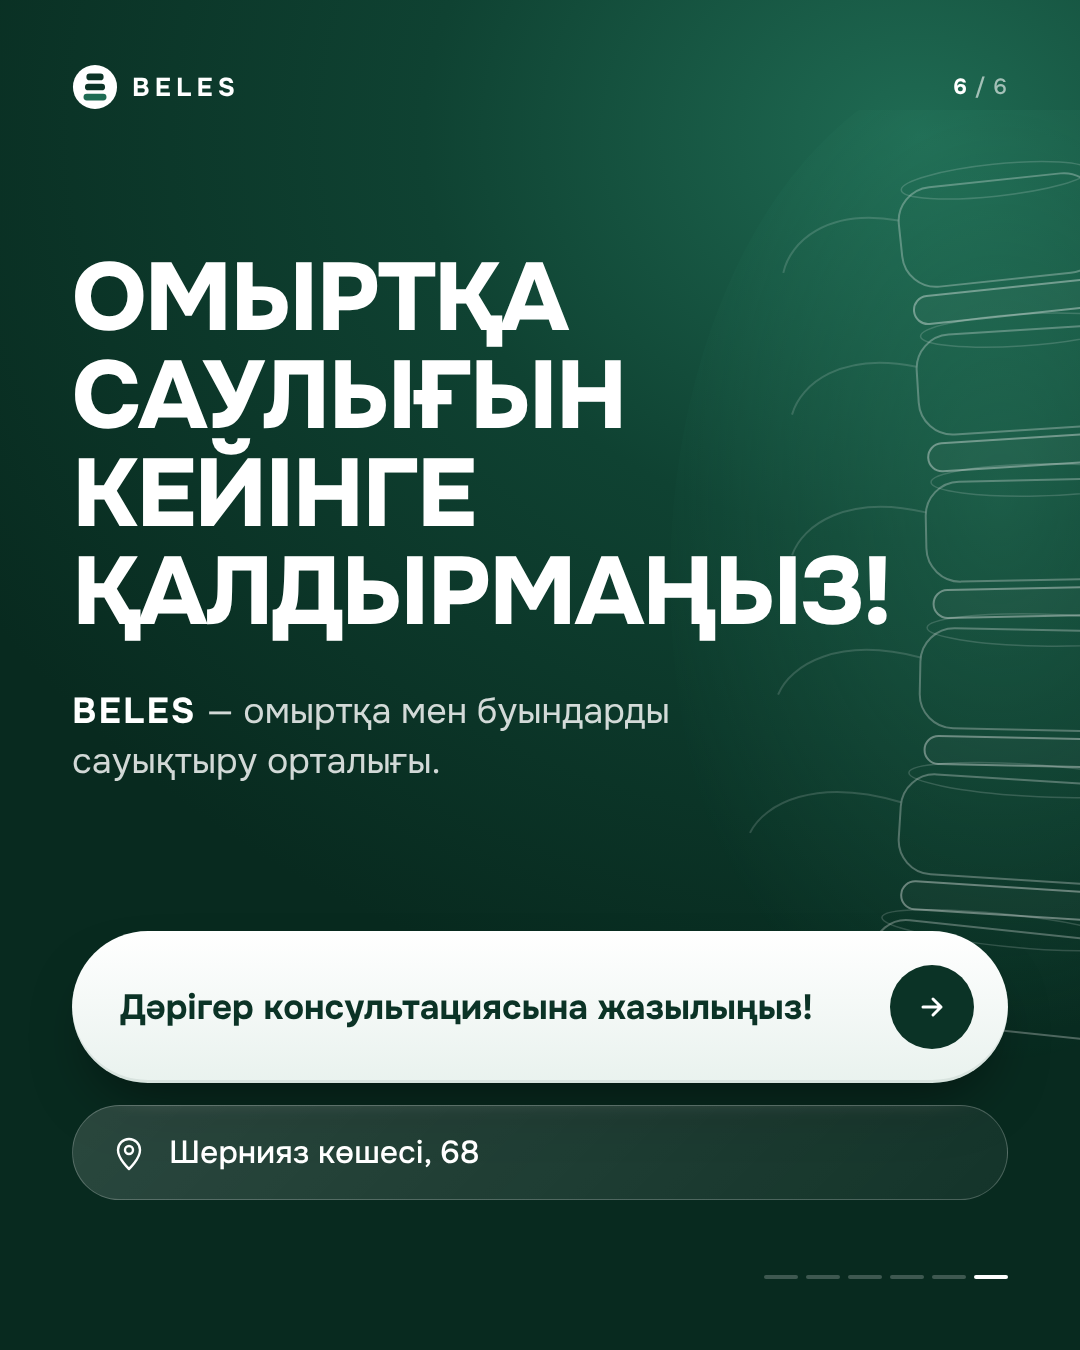 BELES
6 / 6
ОМЫРТҚА
САУЛЫҒЫН
КЕЙІНГЕ
ҚАЛДЫРМАҢЫЗ!
BELES — омыртқа мен буындарды
сауықтыру орталығы.
Дәрігер консультациясына жазылыңыз!
Шернияз көшесі, 68